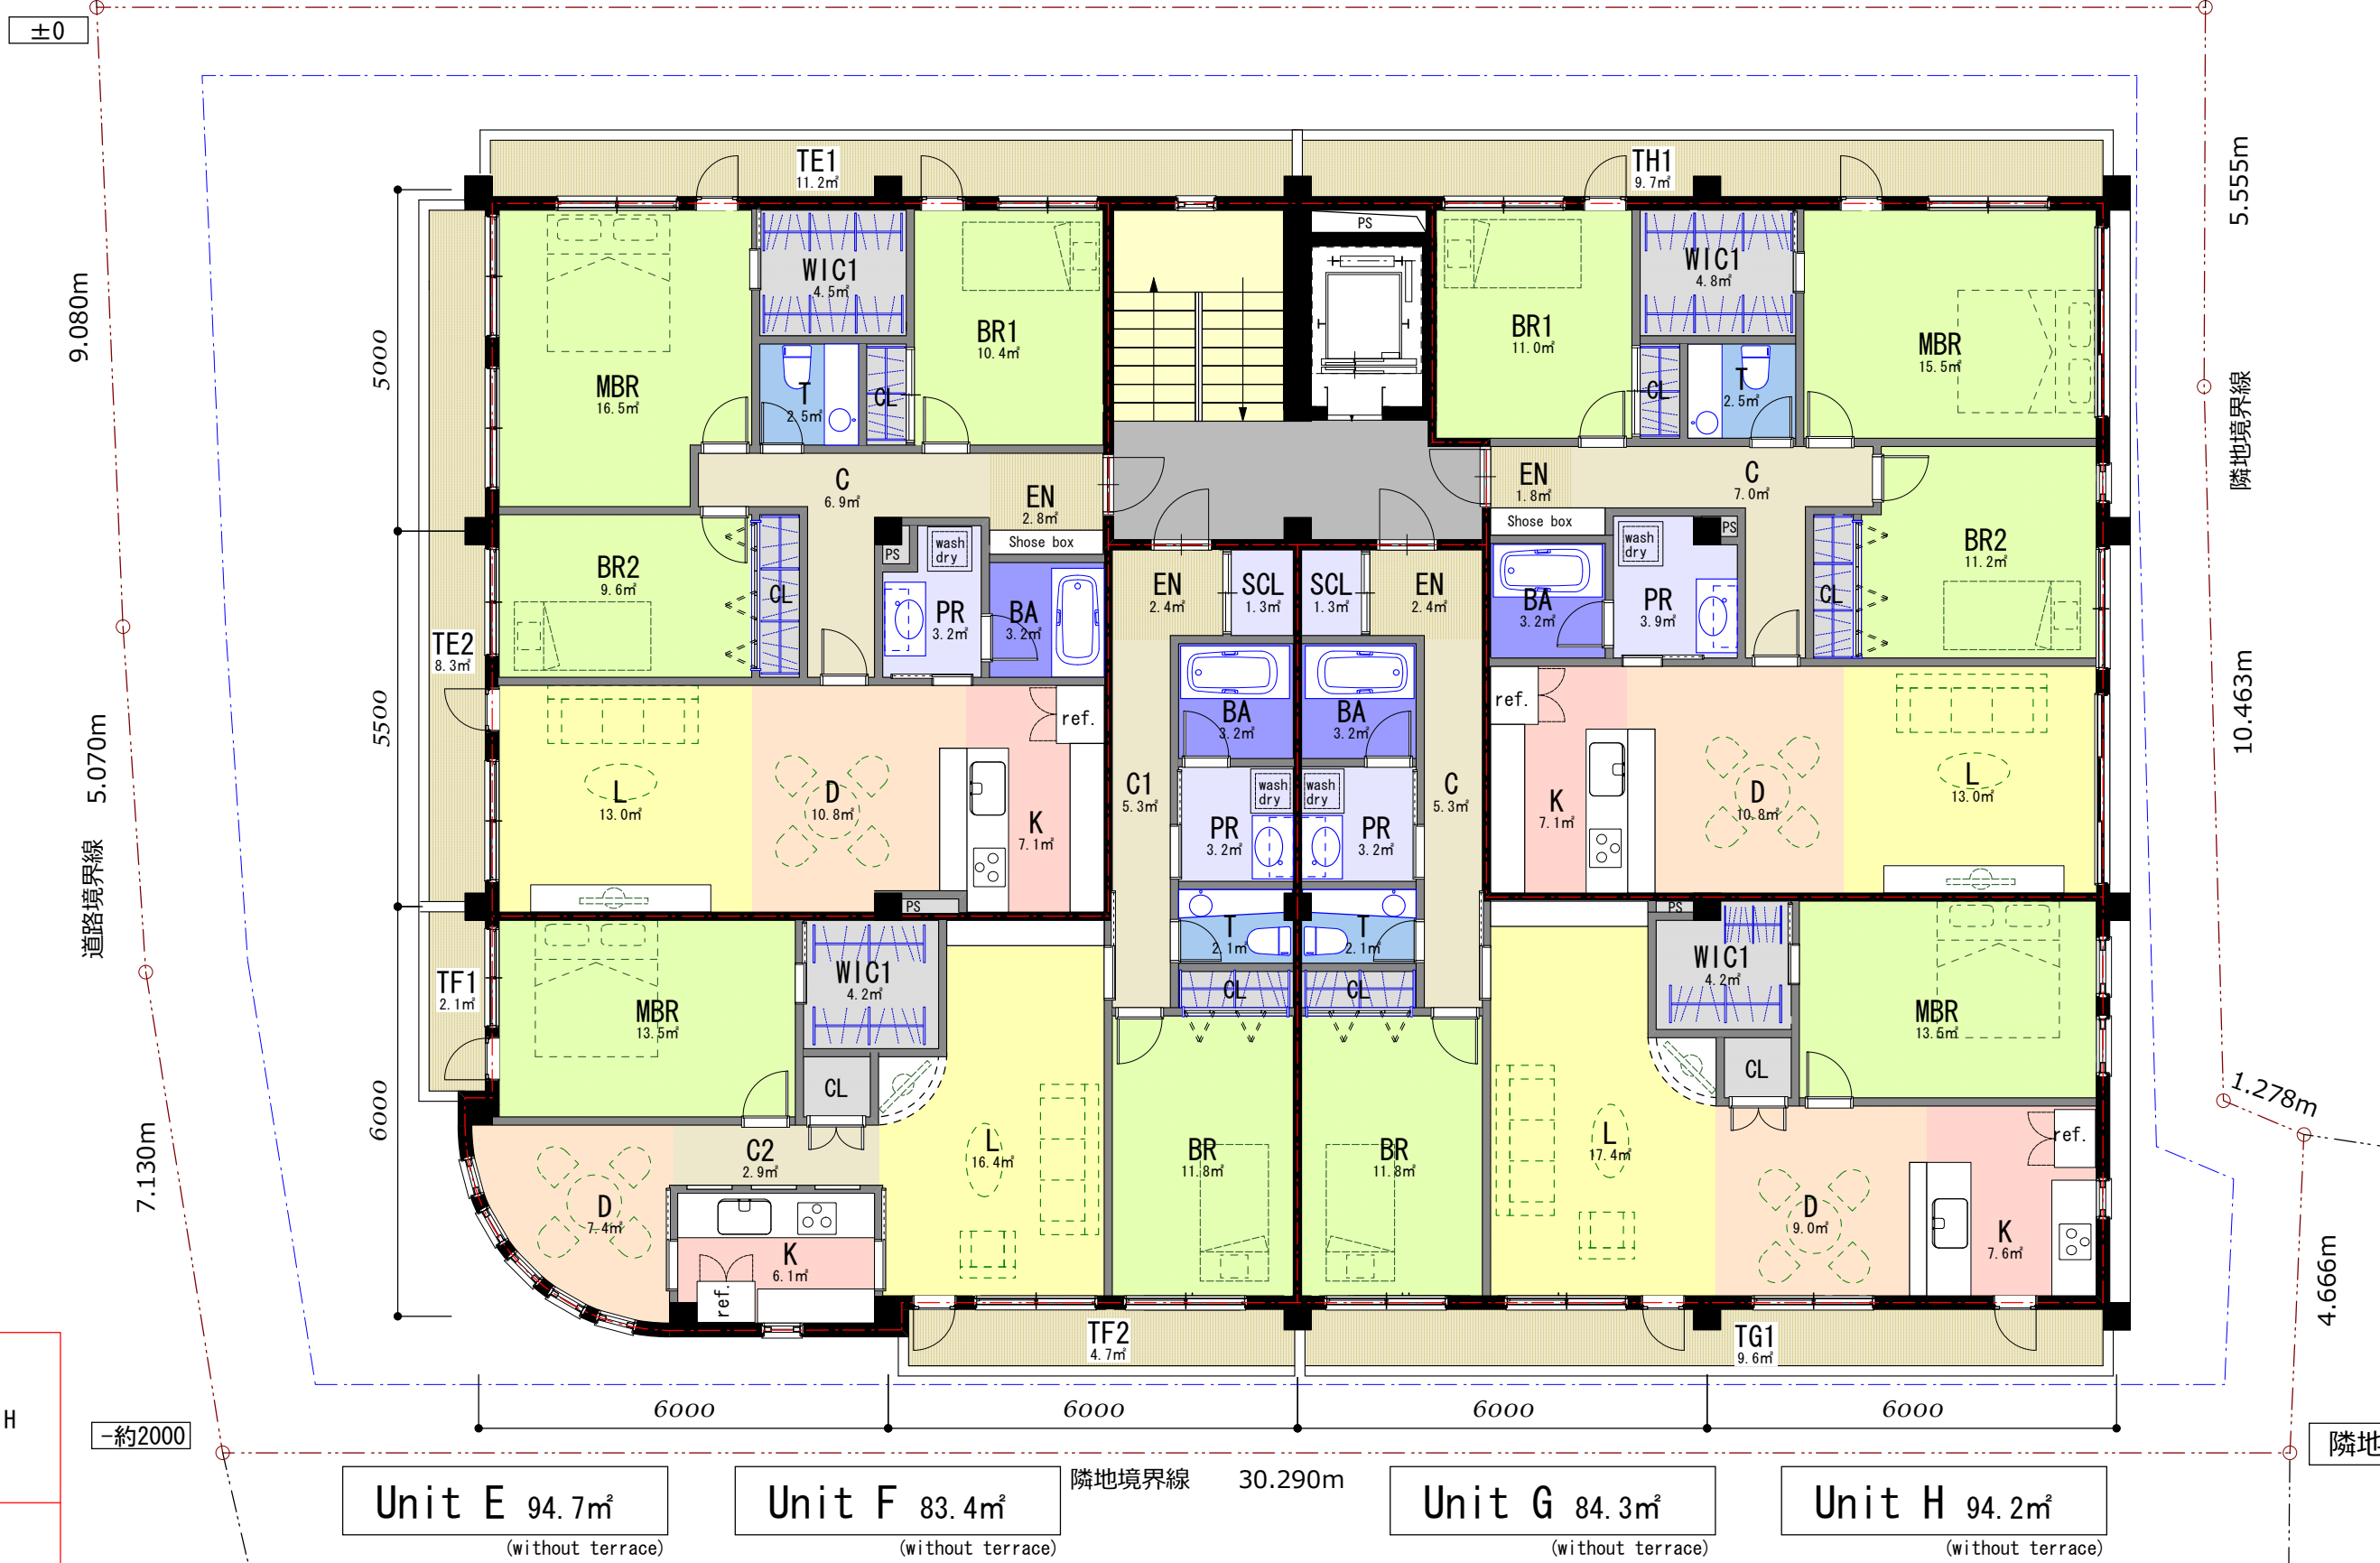 ±0
TE1
11.2㎡
TH1
9.7㎡
5.555m
PS
WIC1
4.5㎡
WIC1
4.8㎡
9.080m
5000
BR1
10.4㎡
BR1
11.0㎡
MBR
16.5㎡
MBR
15.5㎡
T
2.5㎡
CL
CL
T
2.5㎡
隣地境界線
C
6.9㎡
EN
2.8㎡
EN
1.8㎡
C
7.0㎡
Shose box
Shose box
PS
wash
dry
wash
dry
PS
BR2
9.6㎡
CL
PR
3.2㎡
BA
3.2㎡
EN
2.4㎡
SCL
1.3㎡
SCL
1.3㎡
EN
2.4㎡
BA
3.2㎡
PR
3.9㎡
CL
BR2
11.2㎡
TE2
8.3㎡
10.463m
5.070m
5500
ref.
BA
3.2㎡
BA
3.2㎡
ref.
L
13.0㎡
D
10.8㎡
K
7.1㎡
C1
5.3㎡
wash
dry
wash
dry
C
5.3㎡
K
7.1㎡
D
10.8㎡
L
13.0㎡
PR
3.2㎡
PR
3.2㎡
道路境界線
PS
PS
T
2.1㎡
T
2.1㎡
TF1
2.1㎡
MBR
13.5㎡
WIC1
4.2㎡
CL
CL
WIC1
4.2㎡
MBR
13.5㎡
CL
CL
6000
1.278m
7.130m
C2
2.9㎡
L
16.4㎡
BR
11.8㎡
BR
11.8㎡
L
17.4㎡
ref.
D
7.4㎡
K
6.1㎡
ref.
D
9.0㎡
K
7.6㎡
4.666m
TF2
4.7㎡
TG1
9.6㎡
6000
6000
6000
6000
H
-約2000
隣地
隣地境界線 30.290m
Unit E 94.7㎡
(without terrace)
Unit F 83.4㎡
(without terrace)
Unit G 84.3㎡
(without terrace)
Unit H 94.2㎡
(without terrace)